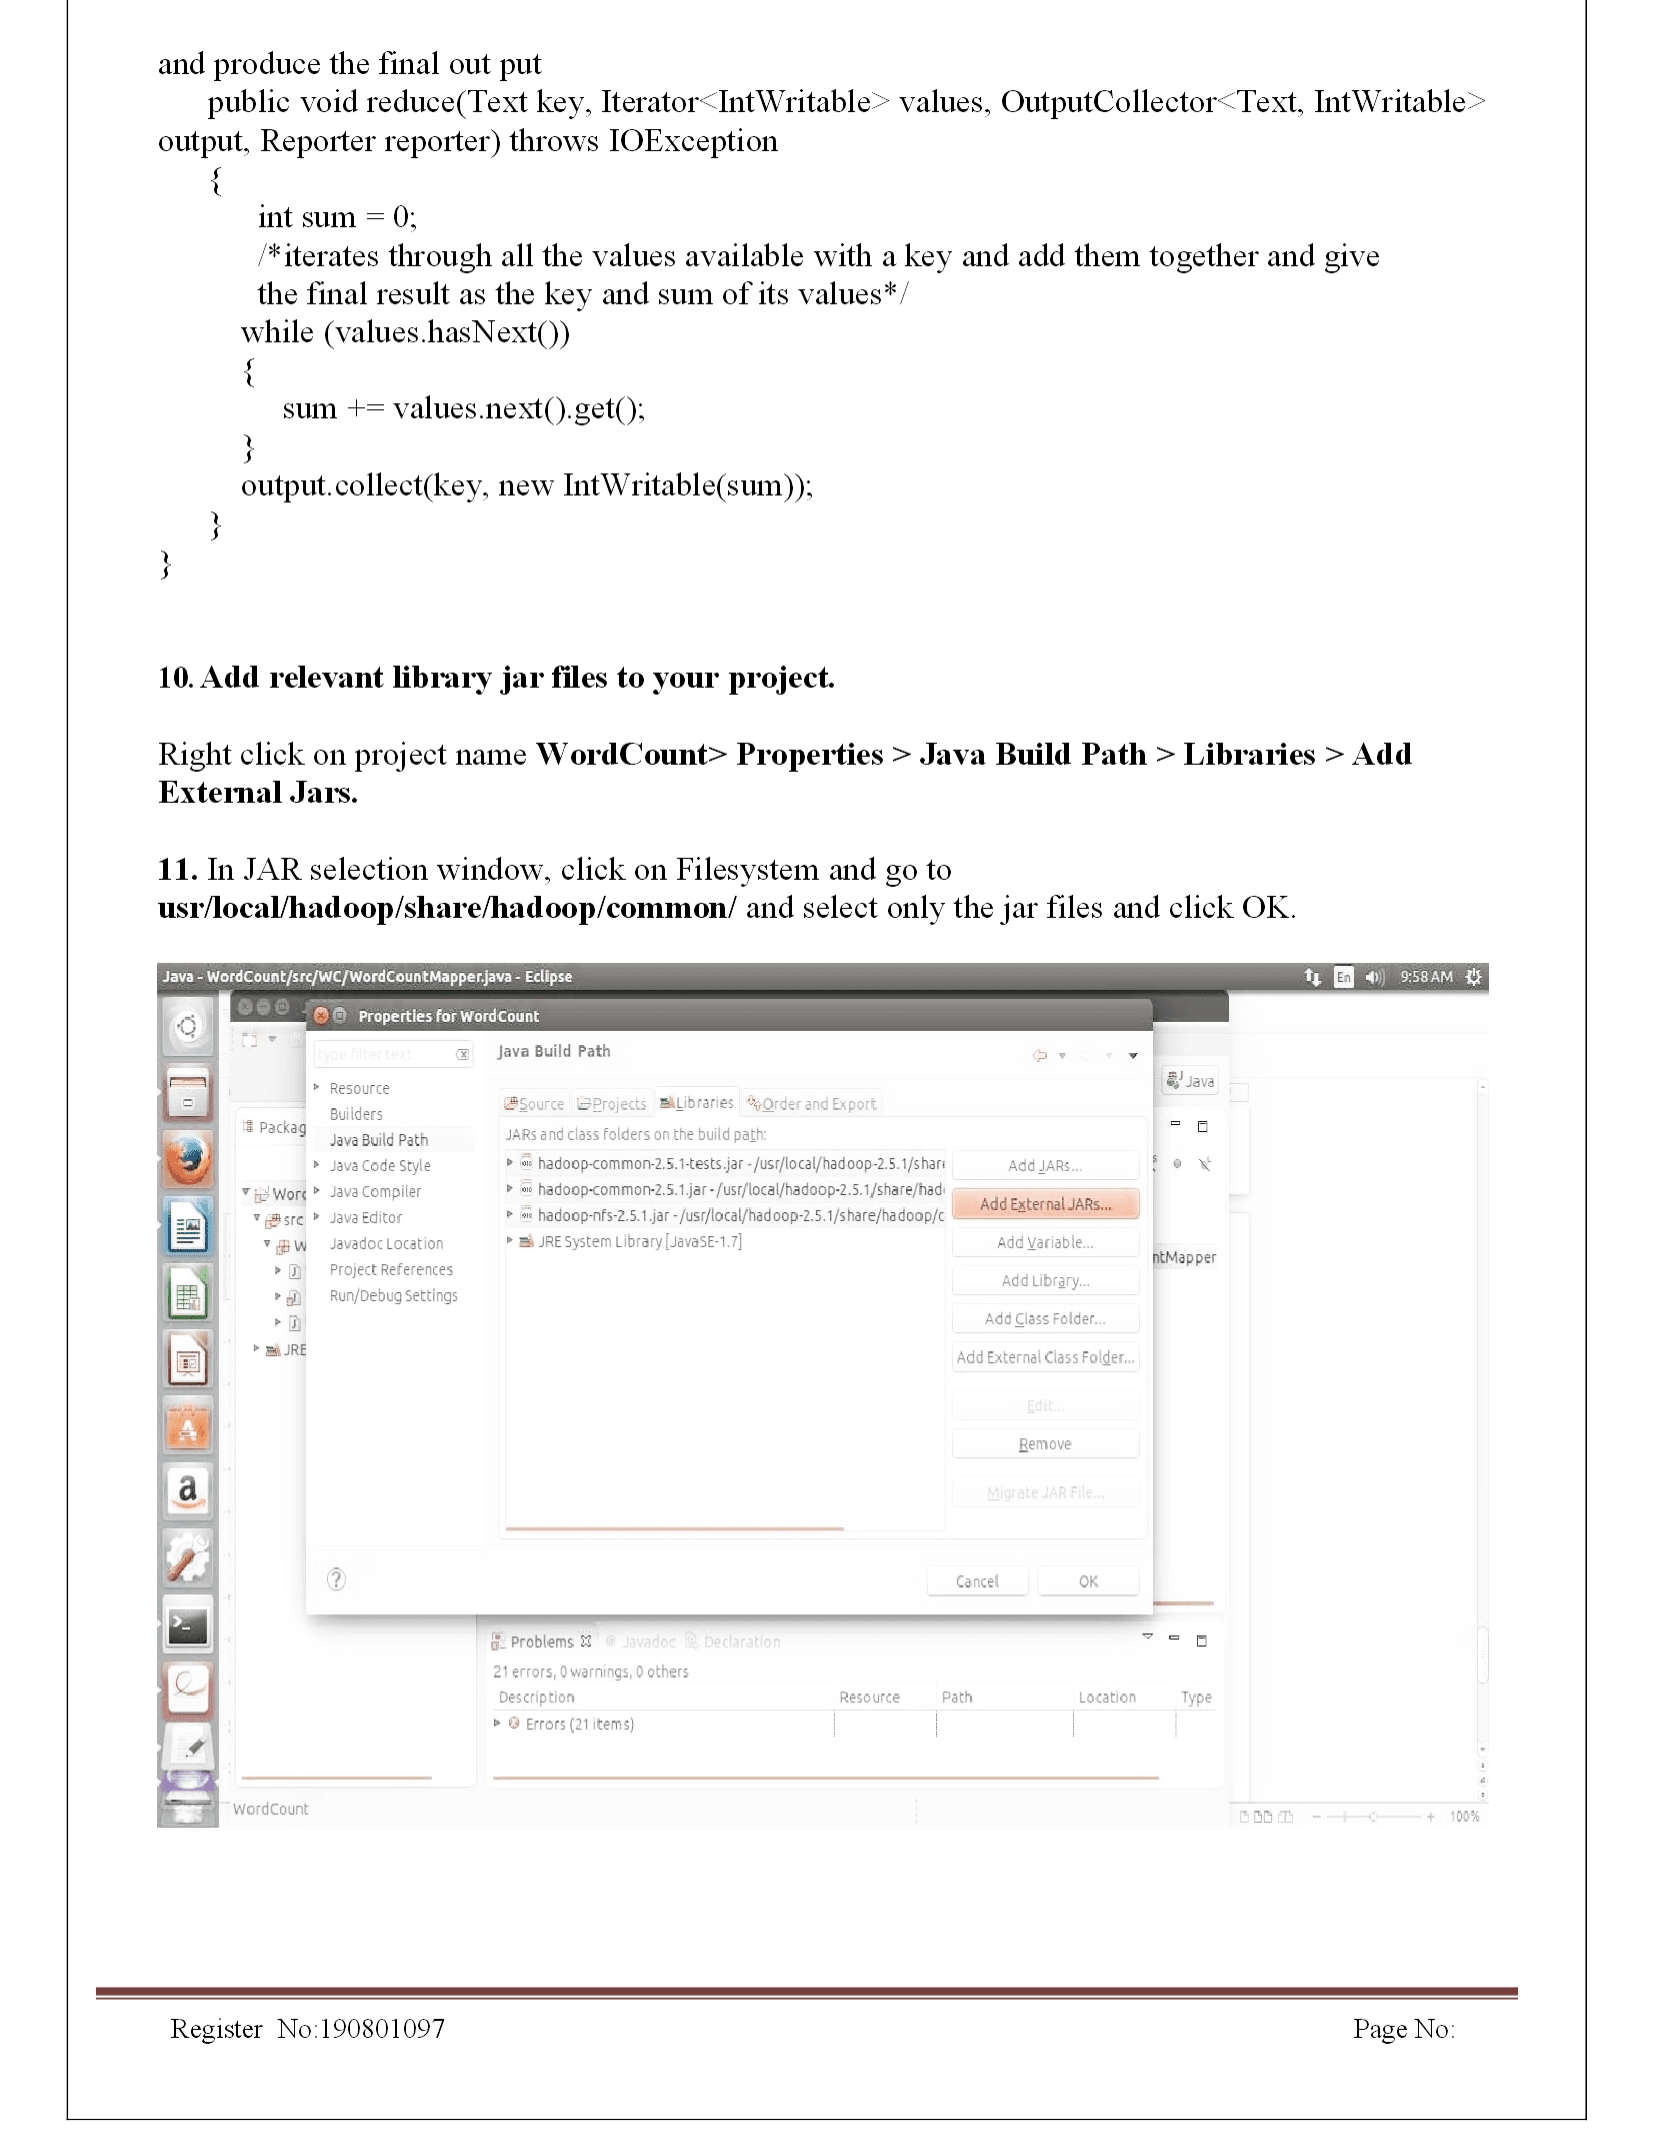 and produce the final out put
public void reduce(Text key, Iterator<IntWritable> values, OutputCollector<Text, IntWritable>
output, Reporter reporter) throws IOException
{
int sum = 0;
/*iterates through all the values available with a key and add them together and give
the final result as the key and sum of its values*/
while (values.hasNext())
{
sum += values.next().get();
}
output.collect(key, new IntWritable(sum));
}
}
10. Add relevant library jar files to your project.
Right click on project name WordCount> Properties > Java Build Path > Libraries > Add
External Jars.
11. In JAR selection window, click on Filesystem and go to
usr/local/hadoop/share/hadoop/common/ and select only the jar files and click OK.
Java - WordCount/src/WC/WordCountMapper.java - Eclipse
En 9:58 AM
Properties for WordCount
type filter text
Resource
Builders
Java Build Path
Java Code Style
Java Compiler
Java Editor
Javadoc Location
Project References
Run/Debug Settings
Java Build Path
Source Projects Libraries Order and Export
JARs and class folders on the build path:
hadoop-common-2.5.1-tests.jar - /usr/local/hadoop-2.5.1/share
hadoop-common-2.5.1.jar - /usr/local/hadoop-2.5.1/share/had
hadoop-nfs-2.5.1.jar - /usr/local/hadoop-2.5.1/share/hadoop/c
JRE System Library [JavaSE-1.7]
Add JARs...
Add External JARs...
Add Variable...
Add Library...
Add Class Folder...
Add External Class Folder...
Edit...
Remove
Migrate JAR File...
Cancel OK
Java
Packag
Word
src
W
JRE
ntMapper
Problems Javadoc Declaration
21 errors, 0 warnings, 0 others
Description Resource Path Location Type
Errors (21 items)
WordCount
100%
Register No:190801097 Page No: